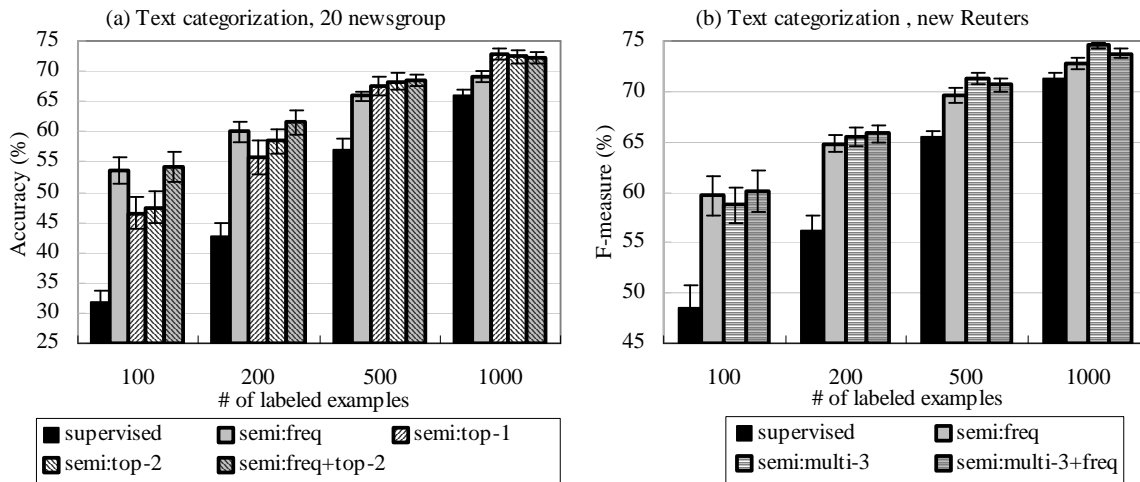 (a) Text categorization, 20 newsgroup
75
70
65
60
55
50
45
40
35
30
25
Accuracy (%)
100 200 500 1000
# of labeled examples
supervised semi:freq semi:top-1
semi:top-2 semi:freq+top-2
(b) Text categorization , new Reuters
75
70
65
60
55
50
45
F-measure (%)
100 200 500 1000
# of labeled examples
supervised semi:freq
semi:multi-3 semi:multi-3+freq